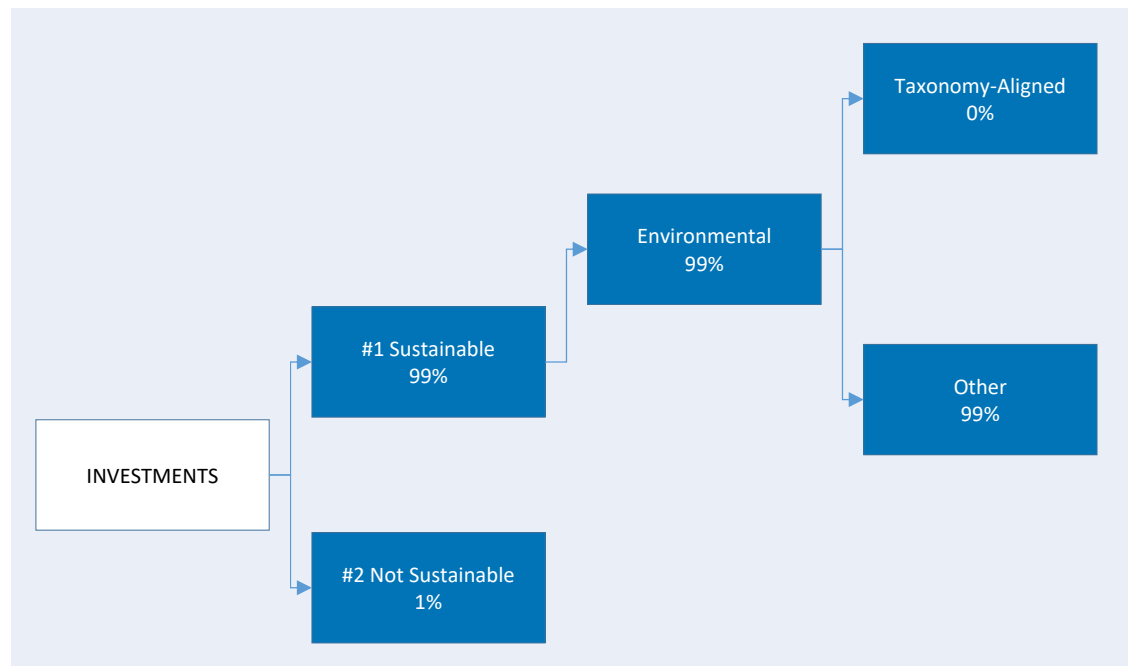 Taxonomy-Aligned
0%
Environmental
99%
#1 Sustainable
99%
Other
99%
INVESTMENTS
#2 Not Sustainable
1%